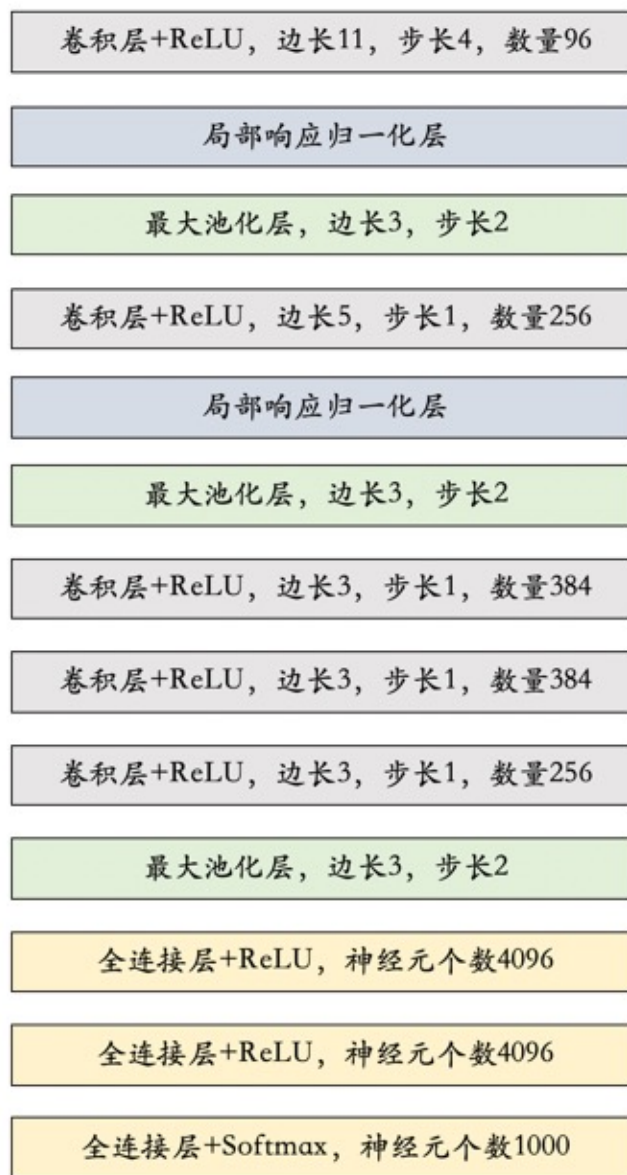 卷积层+ReLU，边长11，步长4，数量96
局部响应归一化层
最大池化层，边长3，步长2
卷积层+ReLU，边长5，步长1，数量256
局部响应归一化层
最大池化层，边长3，步长2
卷积层+ReLU，边长3，步长1，数量384
卷积层+ReLU，边长3，步长1，数量384
卷积层+ReLU，边长3，步长1，数量256
最大池化层，边长3，步长2
全连接层+ReLU，神经元个数4096
全连接层+ReLU，神经元个数4096
全连接层+Softmax，神经元个数1000